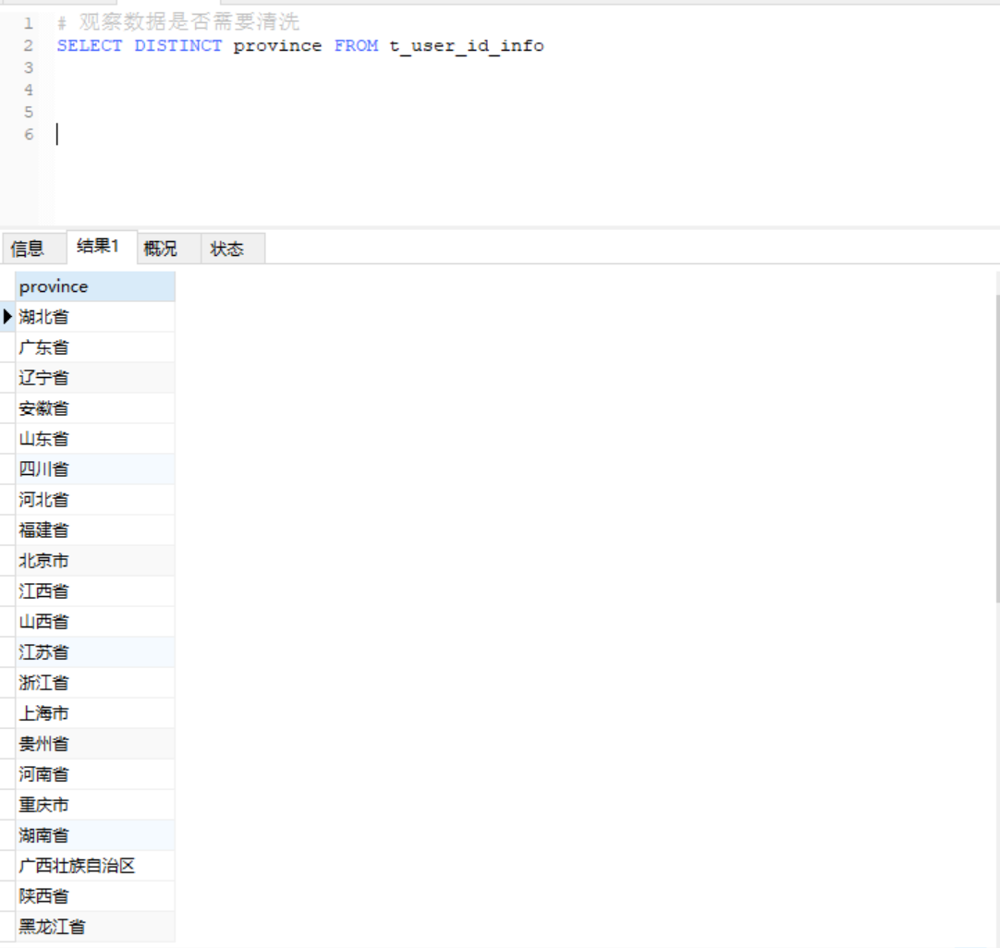 1 # 观察数据是否需要清洗
2 SELECT DISTINCT province FROM t_user_id_info
3
4
5
6
信息 结果1 概况 状态
province
湖北省
广东省
辽宁省
安徽省
山东省
四川省
河北省
福建省
北京市
江西省
山西省
江苏省
浙江省
上海市
贵州省
河南省
重庆市
湖南省
广西壮族自治区
陕西省
黑龙江省